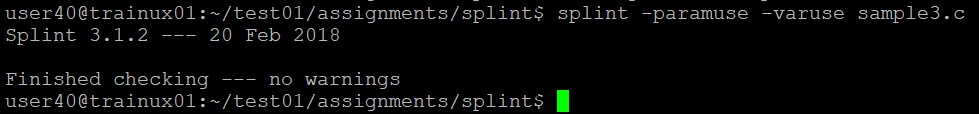 user40@trainux01:~/test01/assignments/splint$ splint -paramuse -varuse sample3.c
Splint 3.1.2 --- 20 Feb 2018
Finished checking --- no warnings
user40@trainux01:~/test01/assignments/splint$